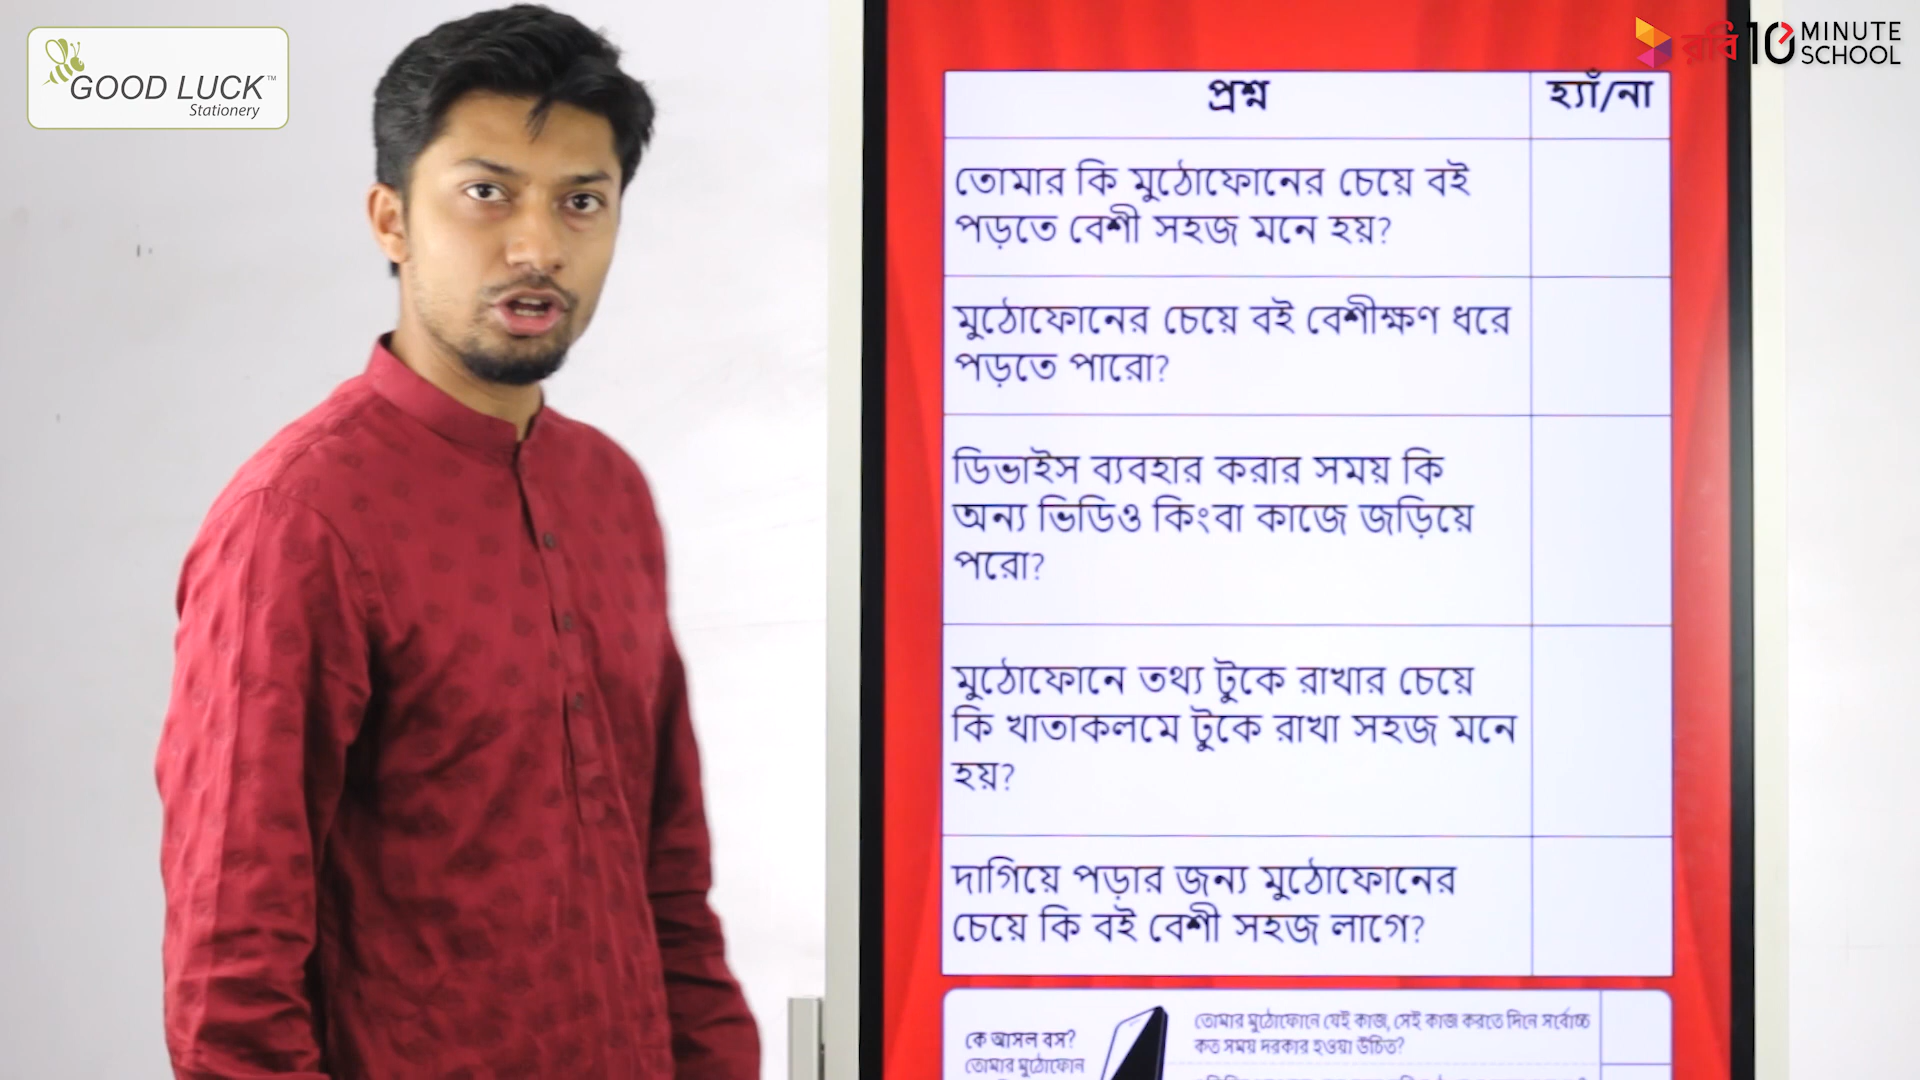 GOOD LUCK™
Stationery
রবি 10 MINUTE SCHOOL
প্রশ্ন
হ্যাঁ/না
তোমার কি মুঠোফোনের চেয়ে বই
পড়তে বেশী সহজ মনে হয়?
মুঠোফোনের চেয়ে বই বেশীক্ষণ ধরে
পড়তে পারো?
ডিভাইস ব্যবহার করার সময় কি
অন্য ভিডিও কিংবা কাজে জড়িয়ে
পরো?
মুঠোফোনে তথ্য টুকে রাখার চেয়ে
কি খাতাকলমে টুকে রাখা সহজ মনে
হয়?
দাগিয়ে পড়ার জন্য মুঠোফোনের
চেয়ে কি বই বেশী সহজ লাগে?
কে আসল বস?
তোমার মুঠোফোন
তোমার মুঠোফোনে যেই কাজ, সেই কাজ করতে দিনে সর্বোচ্চ
কত সময় দরকার হওয়া উচিত?